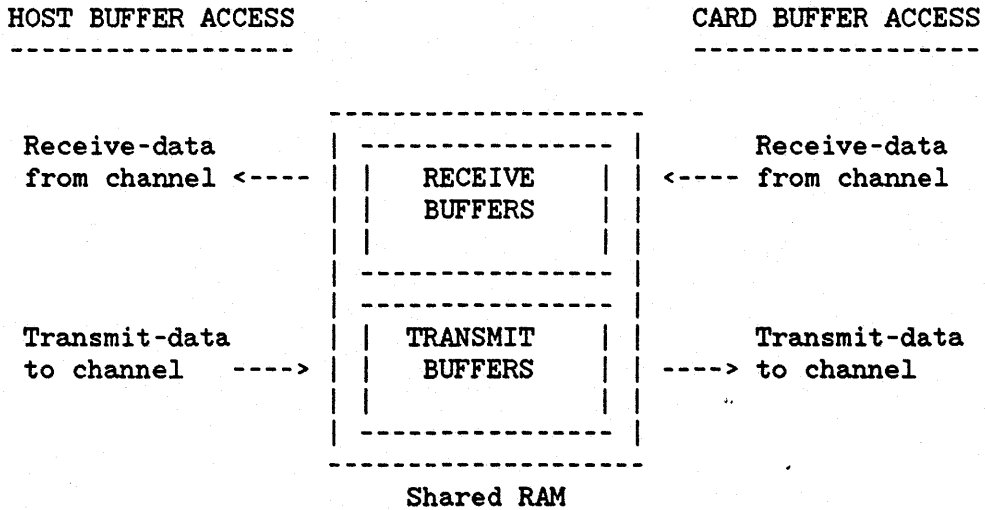 HOST BUFFER ACCESS CARD BUFFER ACCESS
Receive-data Receive-data
from channel <---- RECEIVE <---- from channel
BUFFERS
Transmit-data TRANSMIT Transmit-data
to channel ----> BUFFERS ----> to channel
Shared RAM